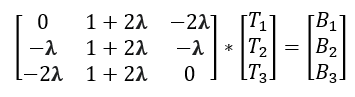 [0 1 + 2λ −2λ] [T₁] [B₁]
[−λ 1 + 2λ −λ] * [T₂] = [B₂]
[−2λ 1 + 2λ 0] [T₃] [B₃]